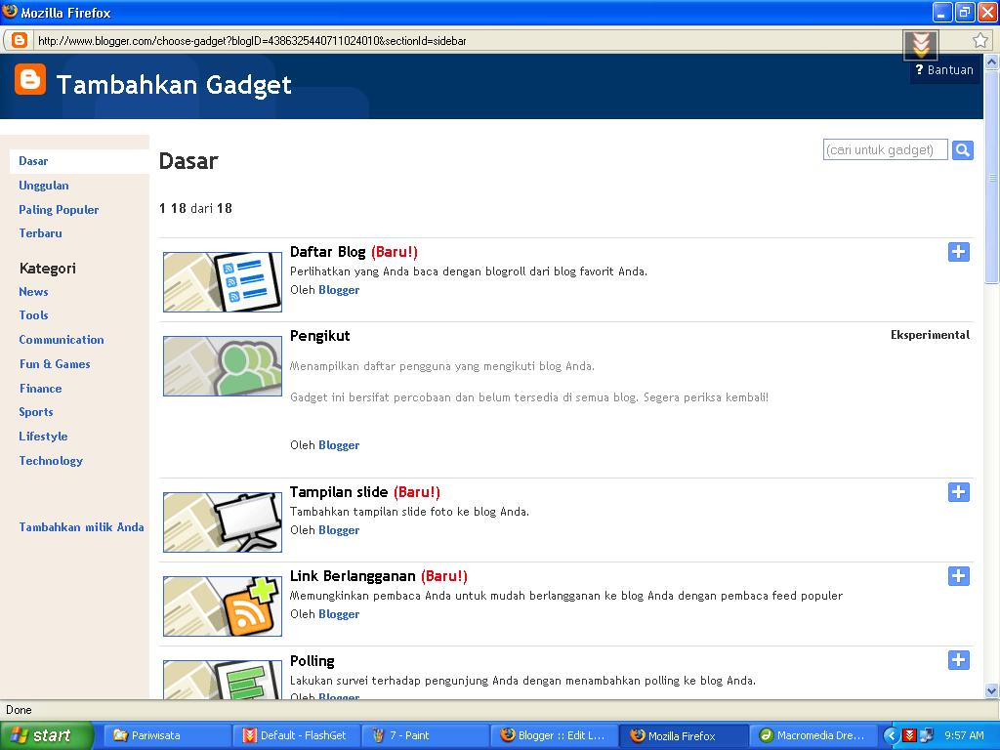 Mozilla Firefox
http://www.blogger.com/choose-gadget?blogID=4386325440711024010&sectionId=sidebar
Tambahkan Gadget
? Bantuan
Dasar
Unggulan
Paling Populer
Terbaru
Kategori
News
Tools
Communication
Fun & Games
Finance
Sports
Lifestyle
Technology
Tambahkan milik Anda
Dasar
(cari untuk gadget)
1 18 dari 18
Daftar Blog (Baru!)
Perlihatkan yang Anda baca dengan blogroll dari blog favorit Anda.
Oleh Blogger
Pengikut
Eksperimental
Menampilkan daftar pengguna yang mengikuti blog Anda.
Gadget ini bersifat percobaan dan belum tersedia di semua blog. Segera periksa kembali!
Oleh Blogger
Tampilan slide (Baru!)
Tambahkan tampilan slide foto ke blog Anda.
Oleh Blogger
Link Berlangganan (Baru!)
Memungkinkan pembaca Anda untuk mudah berlangganan ke blog Anda dengan pembaca feed populer
Oleh Blogger
Polling
Lakukan survei terhadap pengunjung Anda dengan menambahkan polling ke blog Anda.
Oleh Blogger
Done
start
Pariwisata
Default - FlashGet
7 - Paint
Blogger :: Edit L...
Mozilla Firefox
Macromedia Dre...
9:57 AM